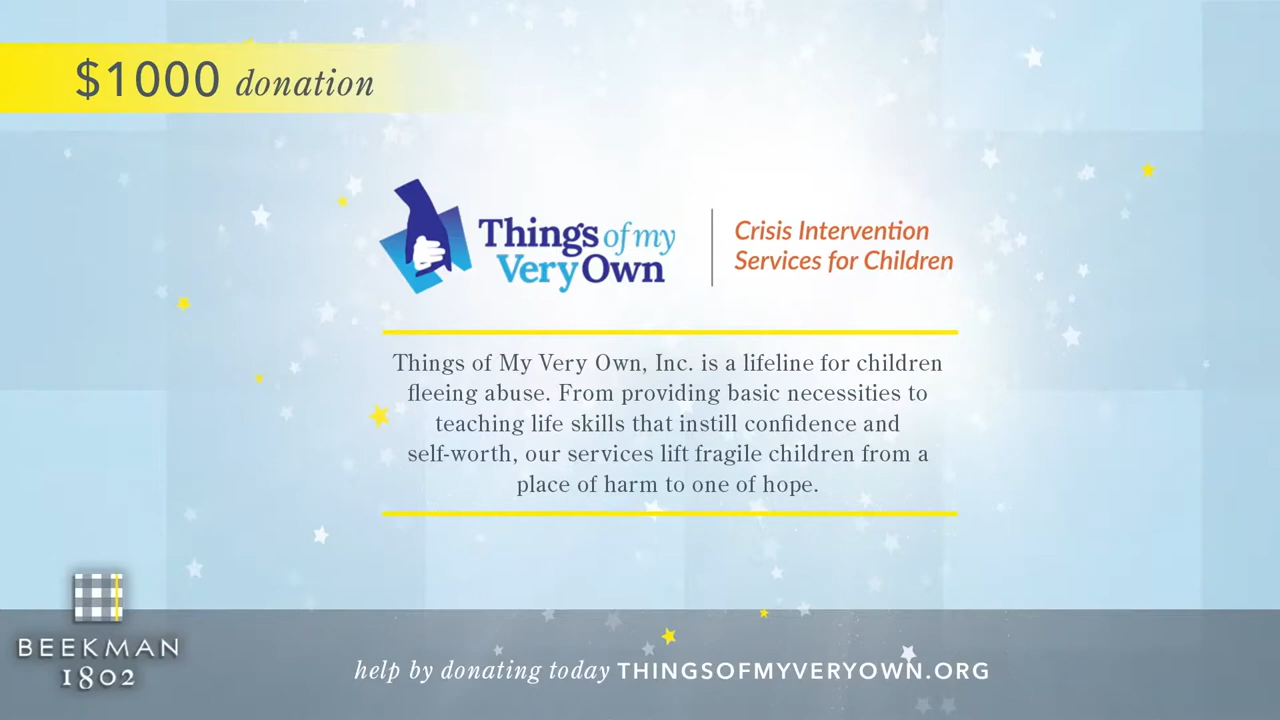 $1000 donation
Things of my
Very Own
Crisis Intervention
Services for Children
Things of My Very Own, Inc. is a lifeline for children
fleeing abuse. From providing basic necessities to
teaching life skills that instill confidence and
self-worth, our services lift fragile children from a
place of harm to one of hope.
BEEKMAN
1802
help by donating today THINGSOFMYVERYOWN.ORG